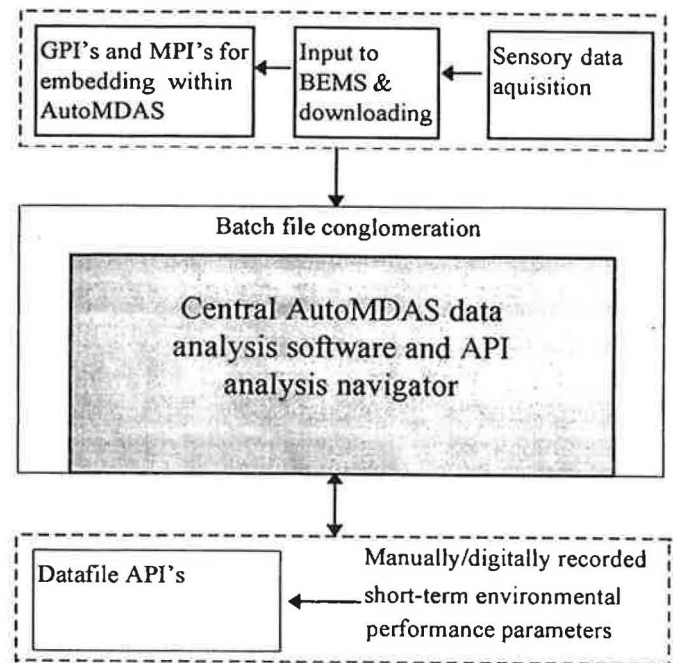 GPI's and MPI's for
embedding within
AutoMDAS
Input to
BEMS &
downloading
Sensory data
aquisition
Batch file conglomeration
Central AutoMDAS data
analysis software and API
analysis navigator
Datafile API's
Manually/digitally recorded
short-term environmental
performance parameters